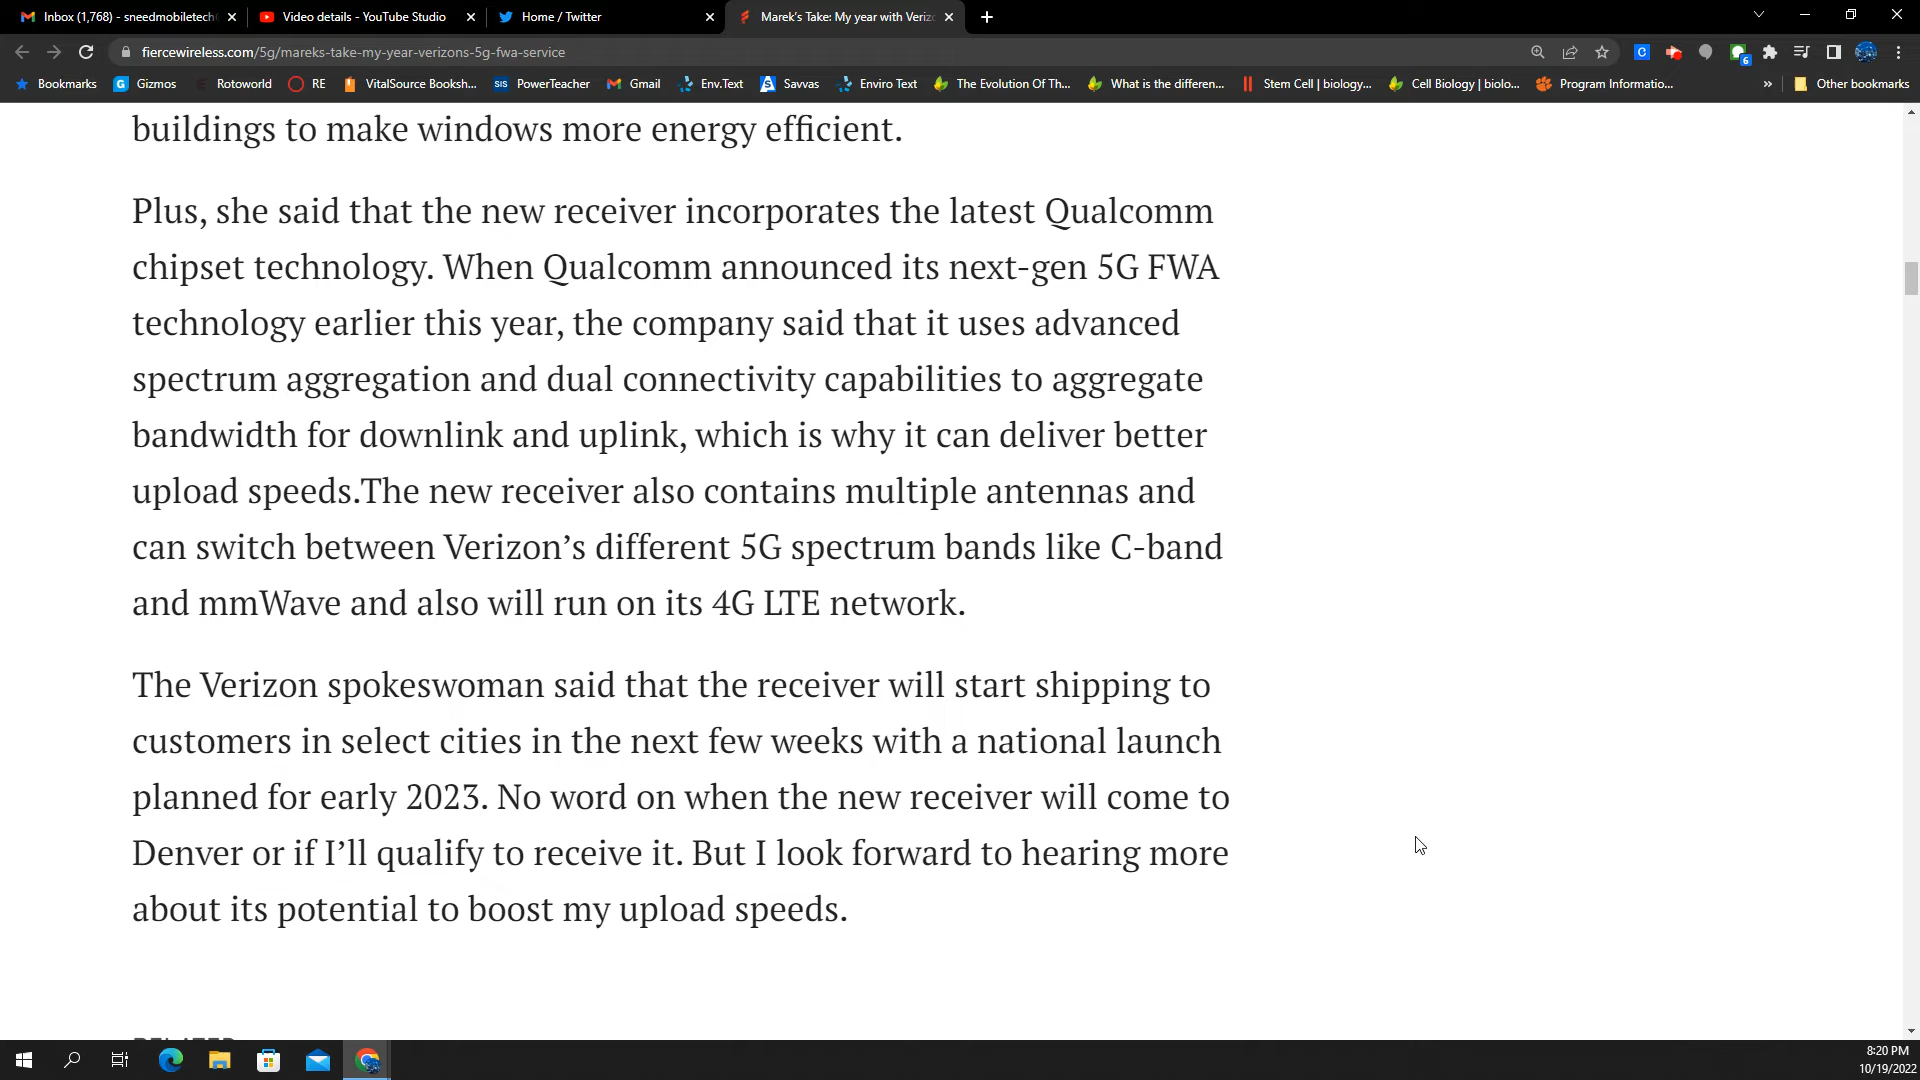 Inbox (1,768) - sneedmobiletech
Video details - YouTube Studio
Home / Twitter
Marek's Take: My year with Veriz
fiercewireless.com/5g/mareks-take-my-year-verizons-5g-fwa-service
Bookmarks
Gizmos
Rotoworld
RE
VitalSource Booksh...
SIS PowerTeacher
Gmail
Env.Text
Savvas
Enviro Text
The Evolution Of Th...
What is the differen...
Stem Cell | biology...
Cell Biology | biolo...
Program Informatio...
Other bookmarks
buildings to make windows more energy efficient.
Plus, she said that the new receiver incorporates the latest Qualcomm
chipset technology. When Qualcomm announced its next-gen 5G FWA
technology earlier this year, the company said that it uses advanced
spectrum aggregation and dual connectivity capabilities to aggregate
bandwidth for downlink and uplink, which is why it can deliver better
upload speeds.The new receiver also contains multiple antennas and
can switch between Verizon’s different 5G spectrum bands like C-band
and mmWave and also will run on its 4G LTE network.
The Verizon spokeswoman said that the receiver will start shipping to
customers in select cities in the next few weeks with a national launch
planned for early 2023. No word on when the new receiver will come to
Denver or if I’ll qualify to receive it. But I look forward to hearing more
about its potential to boost my upload speeds.
RELATED
8:20 PM
10/19/2022